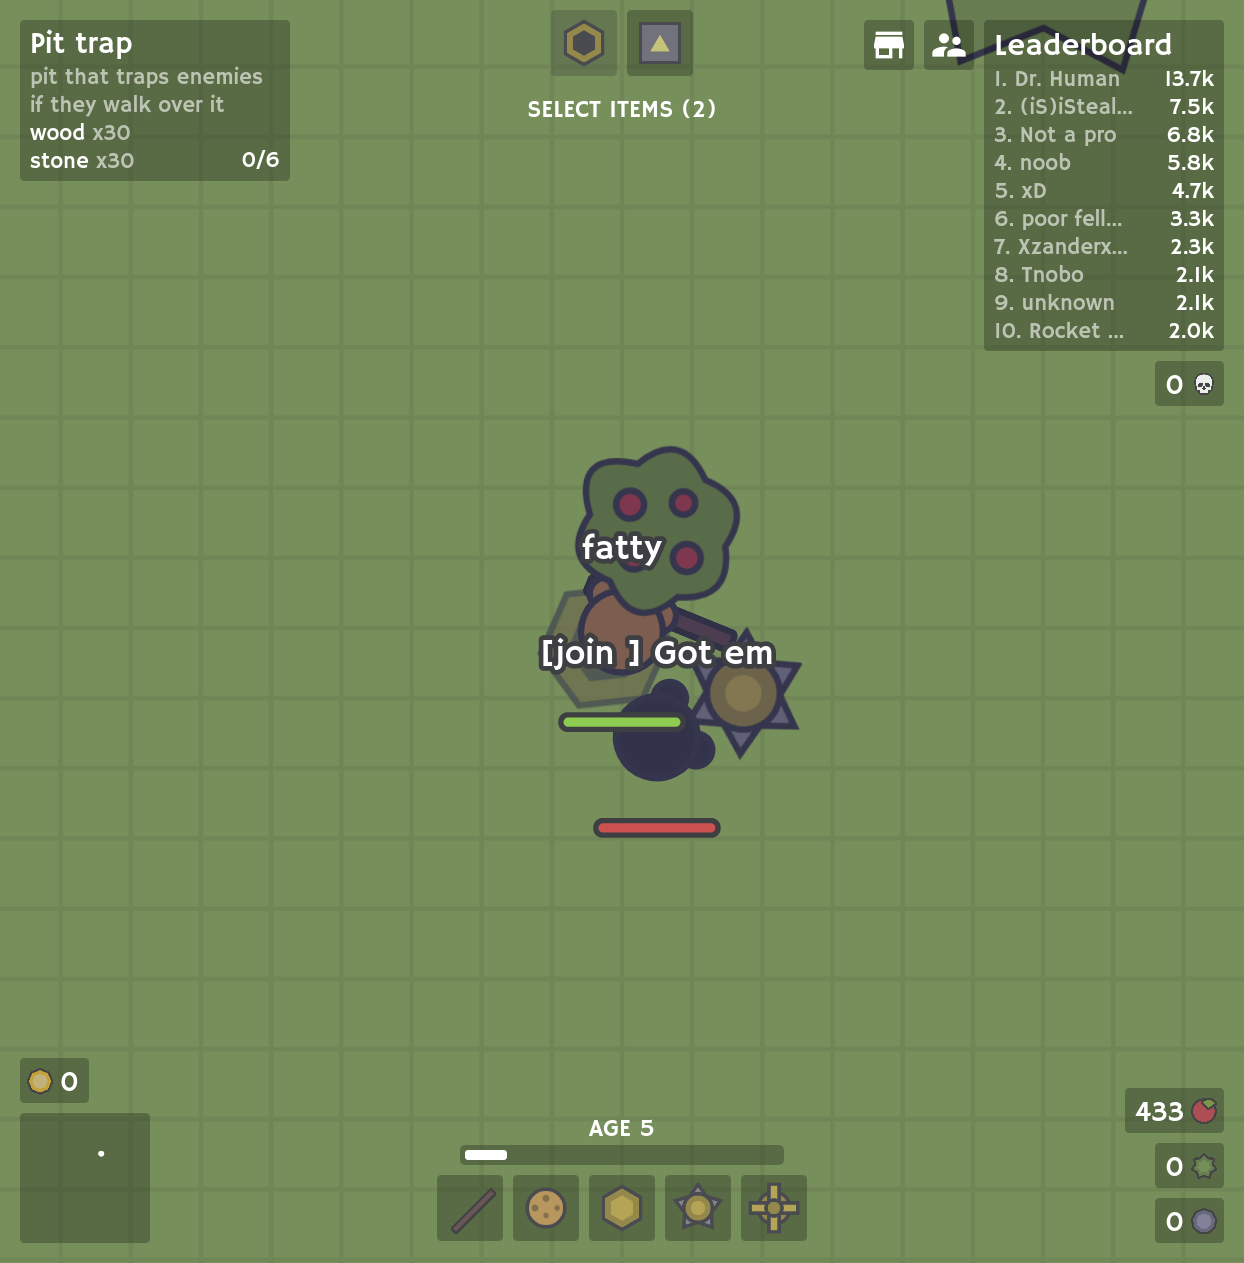 Pit trap
pit that traps enemies
if they walk over it
wood x30
stone x30 0/6
SELECT ITEMS (2)
Leaderboard
1. Dr. Human 13.7k
2. (iS)iSteal... 7.5k
3. Not a pro 6.8k
4. noob 5.8k
5. xD 4.7k
6. poor fell... 3.3k
7. Xzanderx... 2.3k
8. Tnobo 2.1k
9. unknown 2.1k
10. Rocket ... 2.0k
0
fatty
[join ] Got em
0
AGE 5
433
0
0